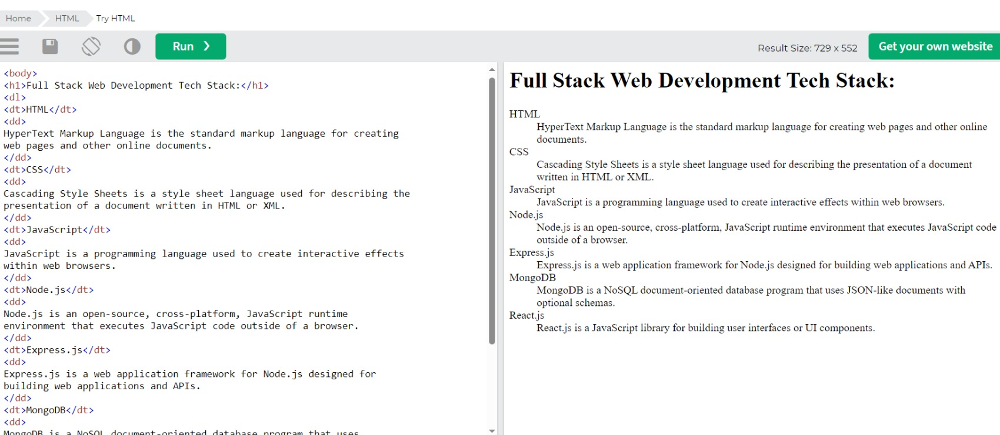 Home HTML Try HTML
Run ❯
Result Size: 729 x 552 Get your own website
<body>
<h1>Full Stack Web Development Tech Stack:</h1>
<dl>
<dt>HTML</dt>
<dd>
HyperText Markup Language is the standard markup language for creating
web pages and other online documents.
</dd>
<dt>CSS</dt>
<dd>
Cascading Style Sheets is a style sheet language used for describing the
presentation of a document written in HTML or XML.
</dd>
<dt>JavaScript</dt>
<dd>
JavaScript is a programming language used to create interactive effects
within web browsers.
</dd>
<dt>Node.js</dt>
<dd>
Node.js is an open-source, cross-platform, JavaScript runtime
environment that executes JavaScript code outside of a browser.
</dd>
<dt>Express.js</dt>
<dd>
Express.js is a web application framework for Node.js designed for
building web applications and APIs.
</dd>
<dt>MongoDB</dt>
<dd>
MongoDB is a NoSQL document-oriented database program that uses
Full Stack Web Development Tech Stack:
HTML
HyperText Markup Language is the standard markup language for creating web pages and other online
documents.
CSS
Cascading Style Sheets is a style sheet language used for describing the presentation of a document
written in HTML or XML.
JavaScript
JavaScript is a programming language used to create interactive effects within web browsers.
Node.js
Node.js is an open-source, cross-platform, JavaScript runtime environment that executes JavaScript code
outside of a browser.
Express.js
Express.js is a web application framework for Node.js designed for building web applications and APIs.
MongoDB
MongoDB is a NoSQL document-oriented database program that uses JSON-like documents with
optional schemas.
React.js
React.js is a JavaScript library for building user interfaces or UI components.